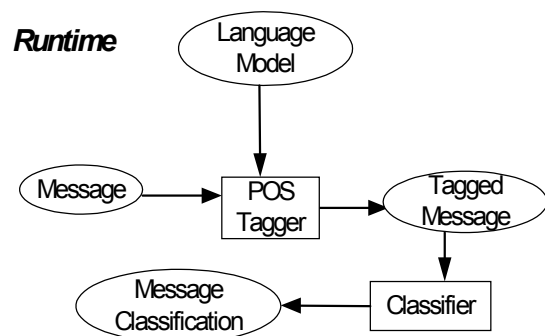 Runtime
Language
Model
Message
POS
Tagger
Tagged
Message
Message
Classification
Classifier